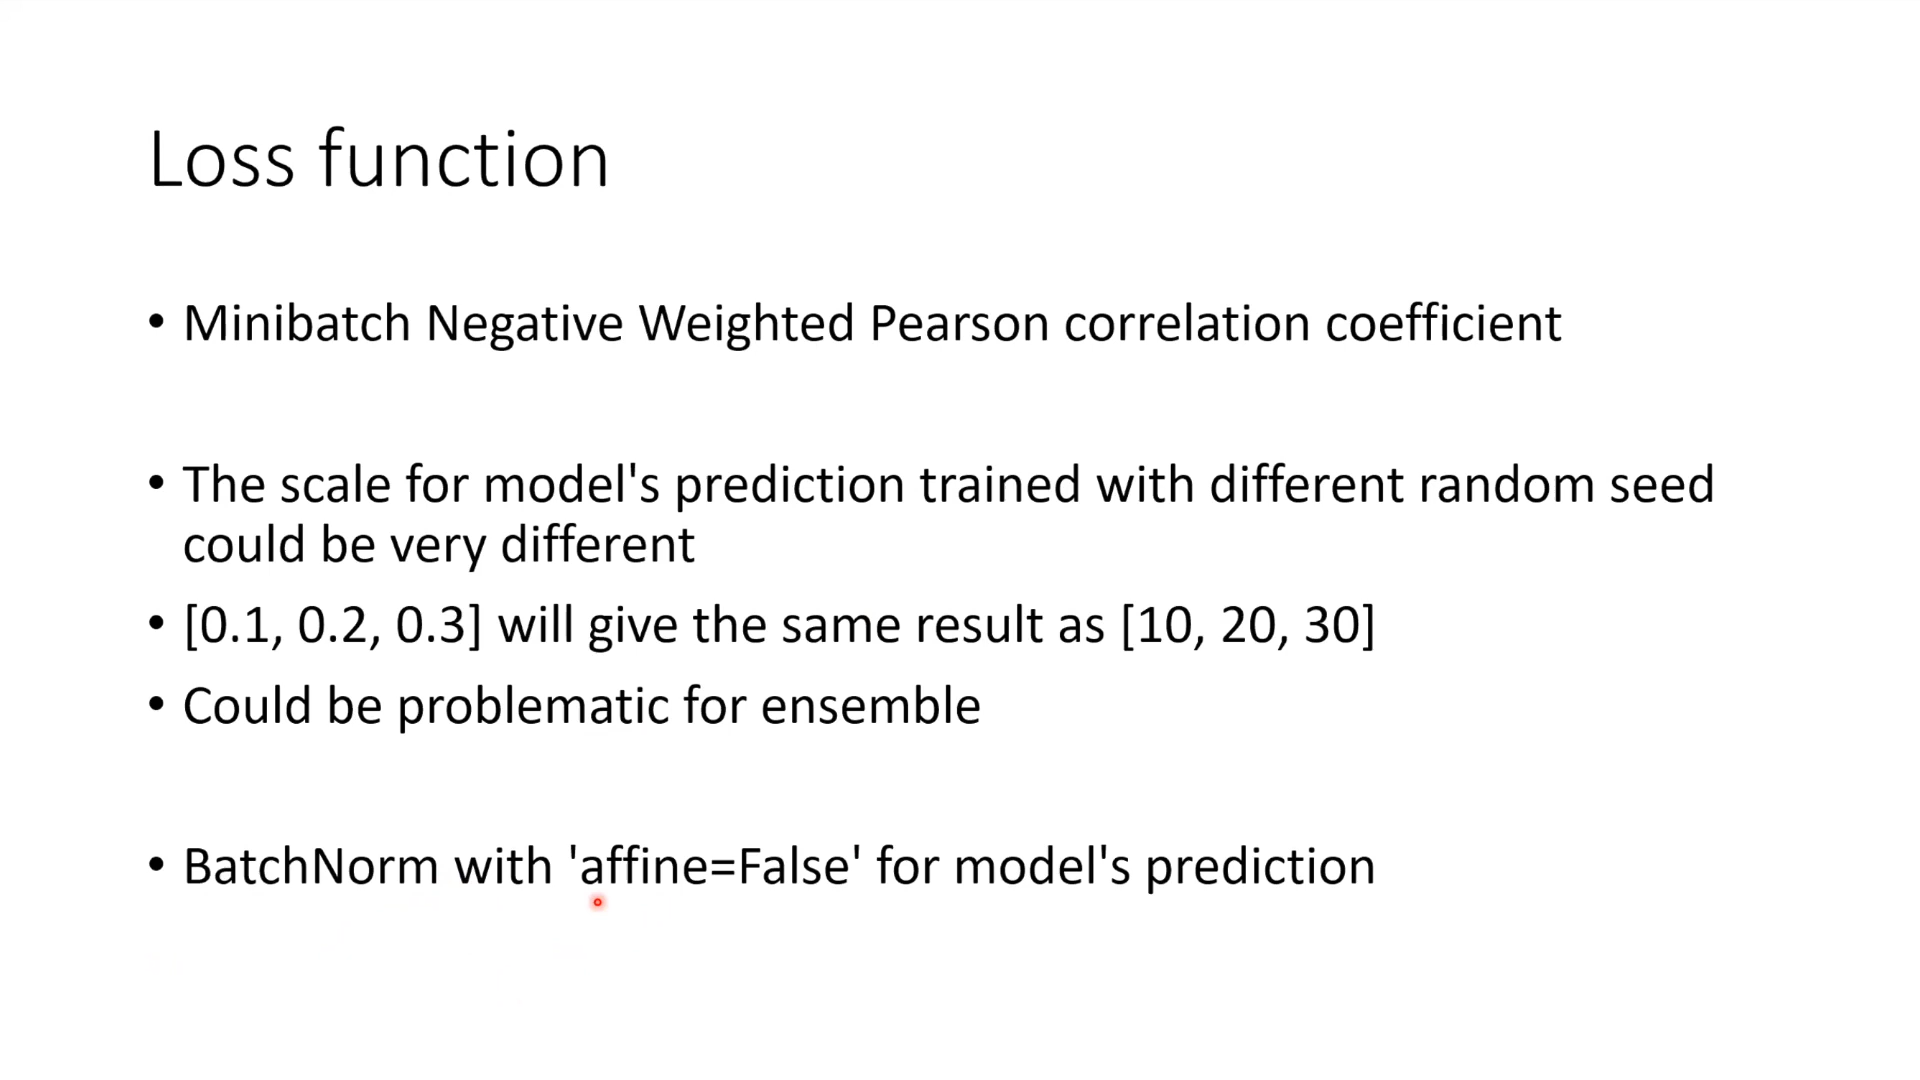 Loss function
• Minibatch Negative Weighted Pearson correlation coefficient
• The scale for model's prediction trained with different random seed
could be very different
• [0.1, 0.2, 0.3] will give the same result as [10, 20, 30]
• Could be problematic for ensemble
• BatchNorm with 'affine=False' for model's prediction